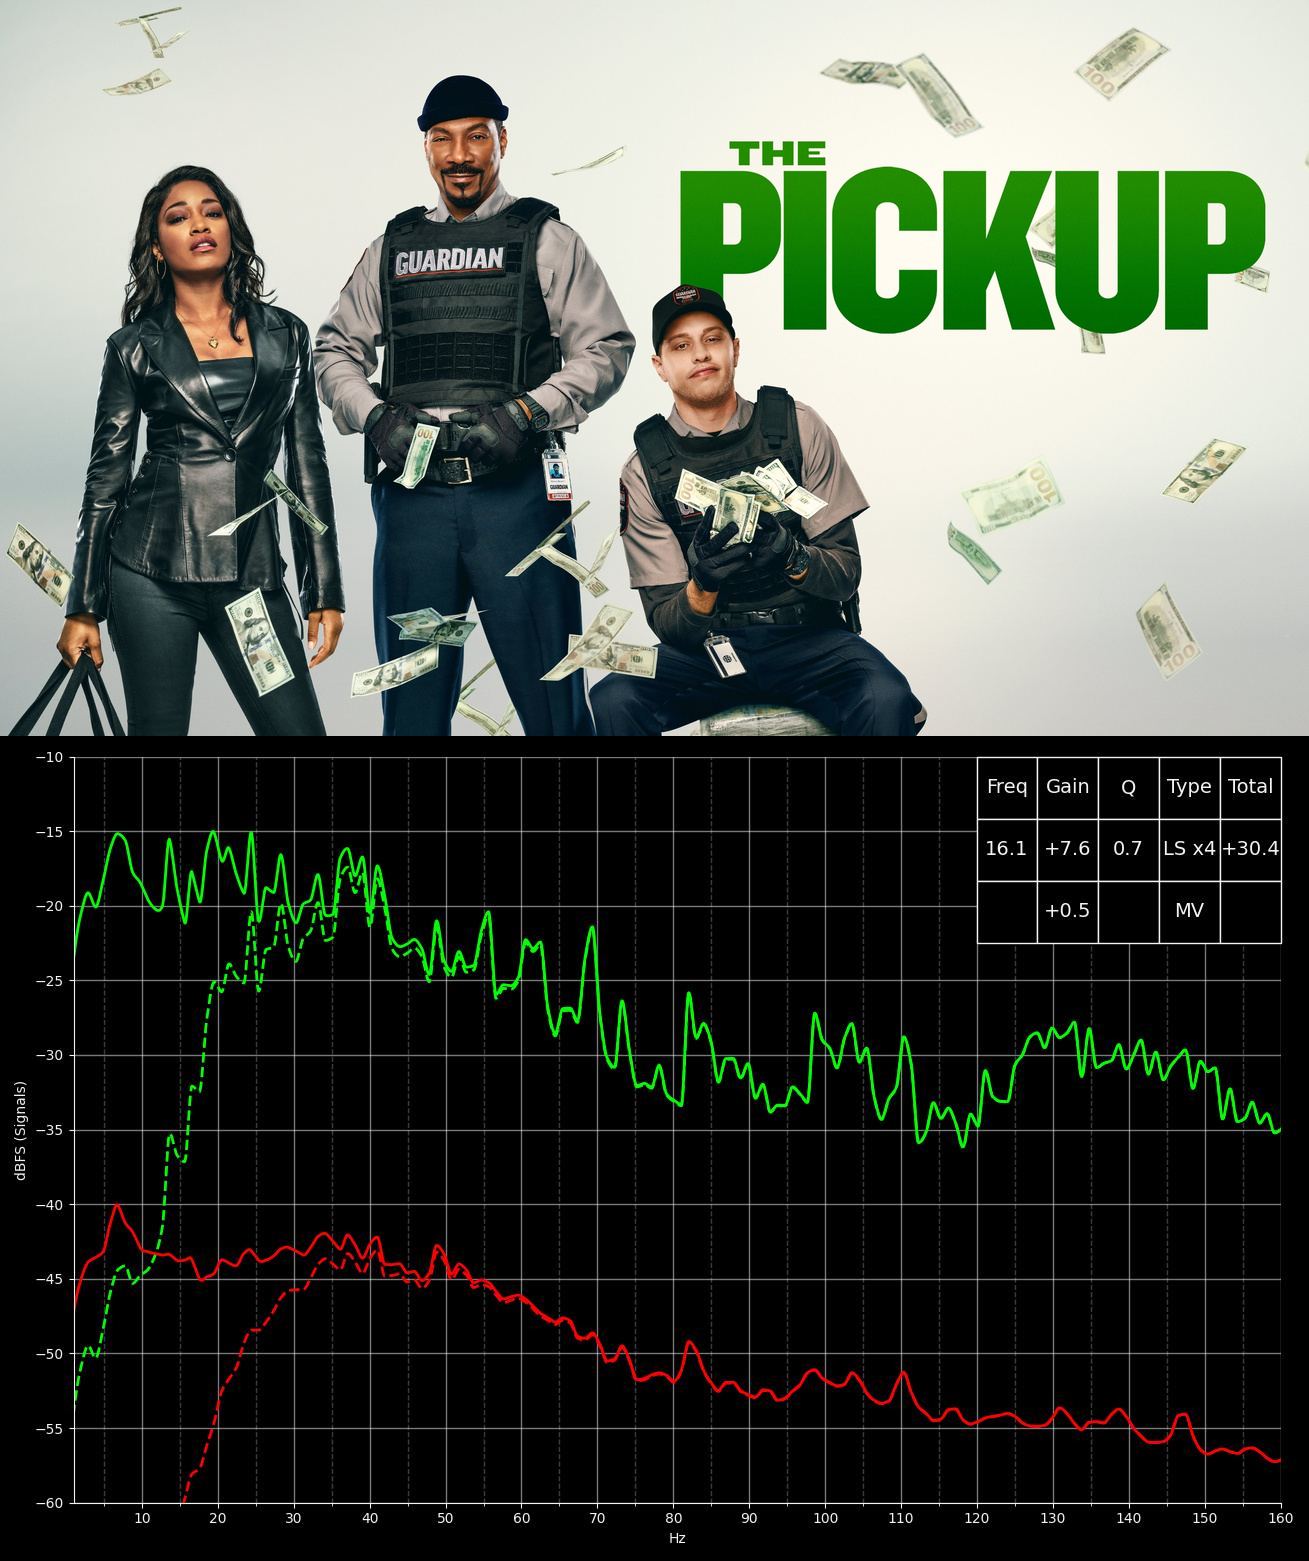 THE
PICKUP
GUARDIAN
100
100
100
100
100
100
GUARDIAN
Freq Gain Q Type Total
16.1 +7.6 0.7 LS x4 +30.4
+0.5 MV
dBFS (Signals)
−10
−15
−20
−25
−30
−35
−40
−45
−50
−55
−60
10 20 30 40 50 60 70 80 90 100 110 120 130 140 150 160
Hz